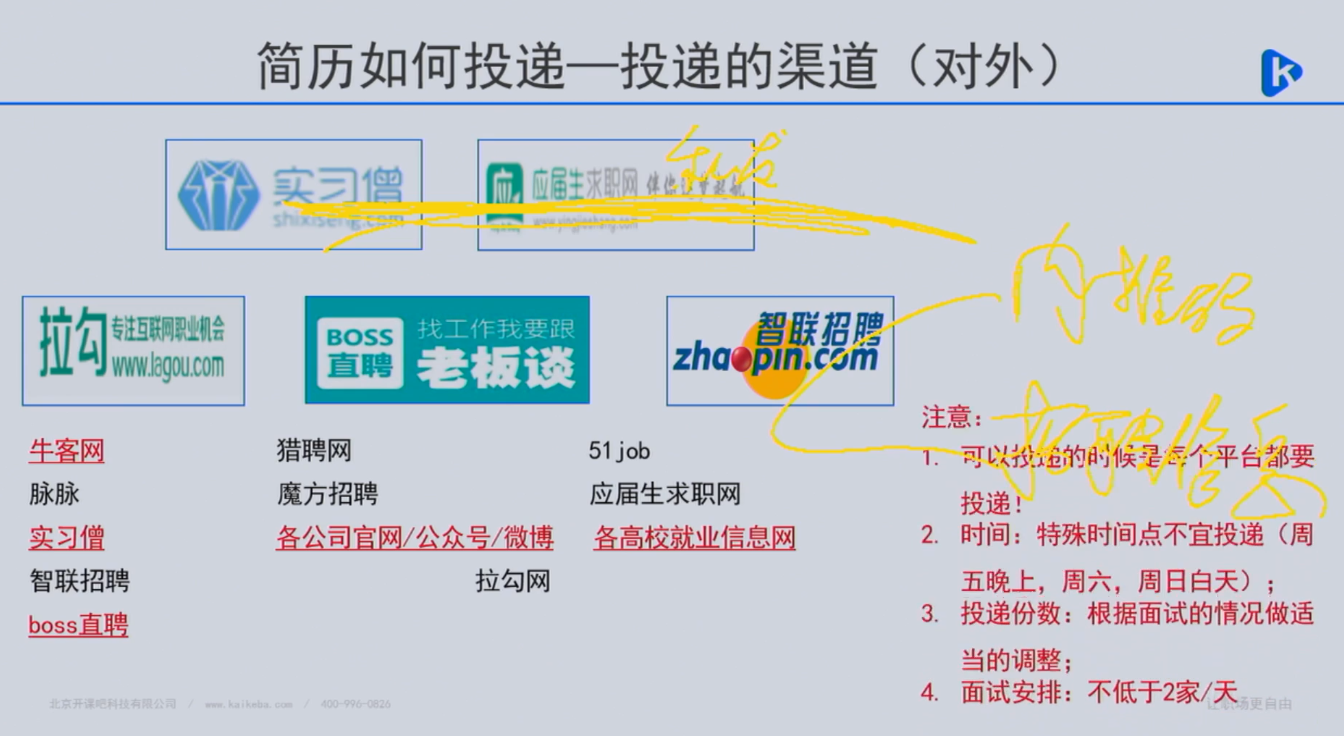 简历如何投递—投递的渠道（对外）
实习僧
shixiseng.com
应届生求职网
www.yingjiesheng.com
内推码
拉勾 专注互联网职业机会
www.lagou.com
BOSS直聘
找工作我要跟
老板谈
智联招聘
zhaopin.com
注意：
牛客网 猎聘网 51job
脉脉 魔方招聘 应届生求职网
实习僧 各公司官网/公众号/微博 各高校就业信息网
智联招聘 拉勾网
boss直聘
1. 可以投递的时候是每个平台都要
投递！
2. 时间：特殊时间点不宜投递（周
五晚上，周六，周日白天）；
3. 投递份数：根据面试的情况做适
当的调整；
4. 面试安排：不低于2家/天
北京开课吧科技有限公司 / www.kaikeba.com / 400-996-0826
让职场更自由